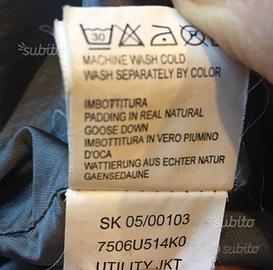 subito
30
MACHINE WASH COLD
WASH SEPARATELY BY COLOR
IMBOTTITURA
PADDING IN REAL NATURAL
GOOSE DOWN
IMBOTTITURA IN VERO PIUMINO
D'OCA
WATTIERUNG AUS ECHTER NATUR
GAENSEDAUNE
SK 05/00103
7506U514K0
UTILITY JKT
subito
subito